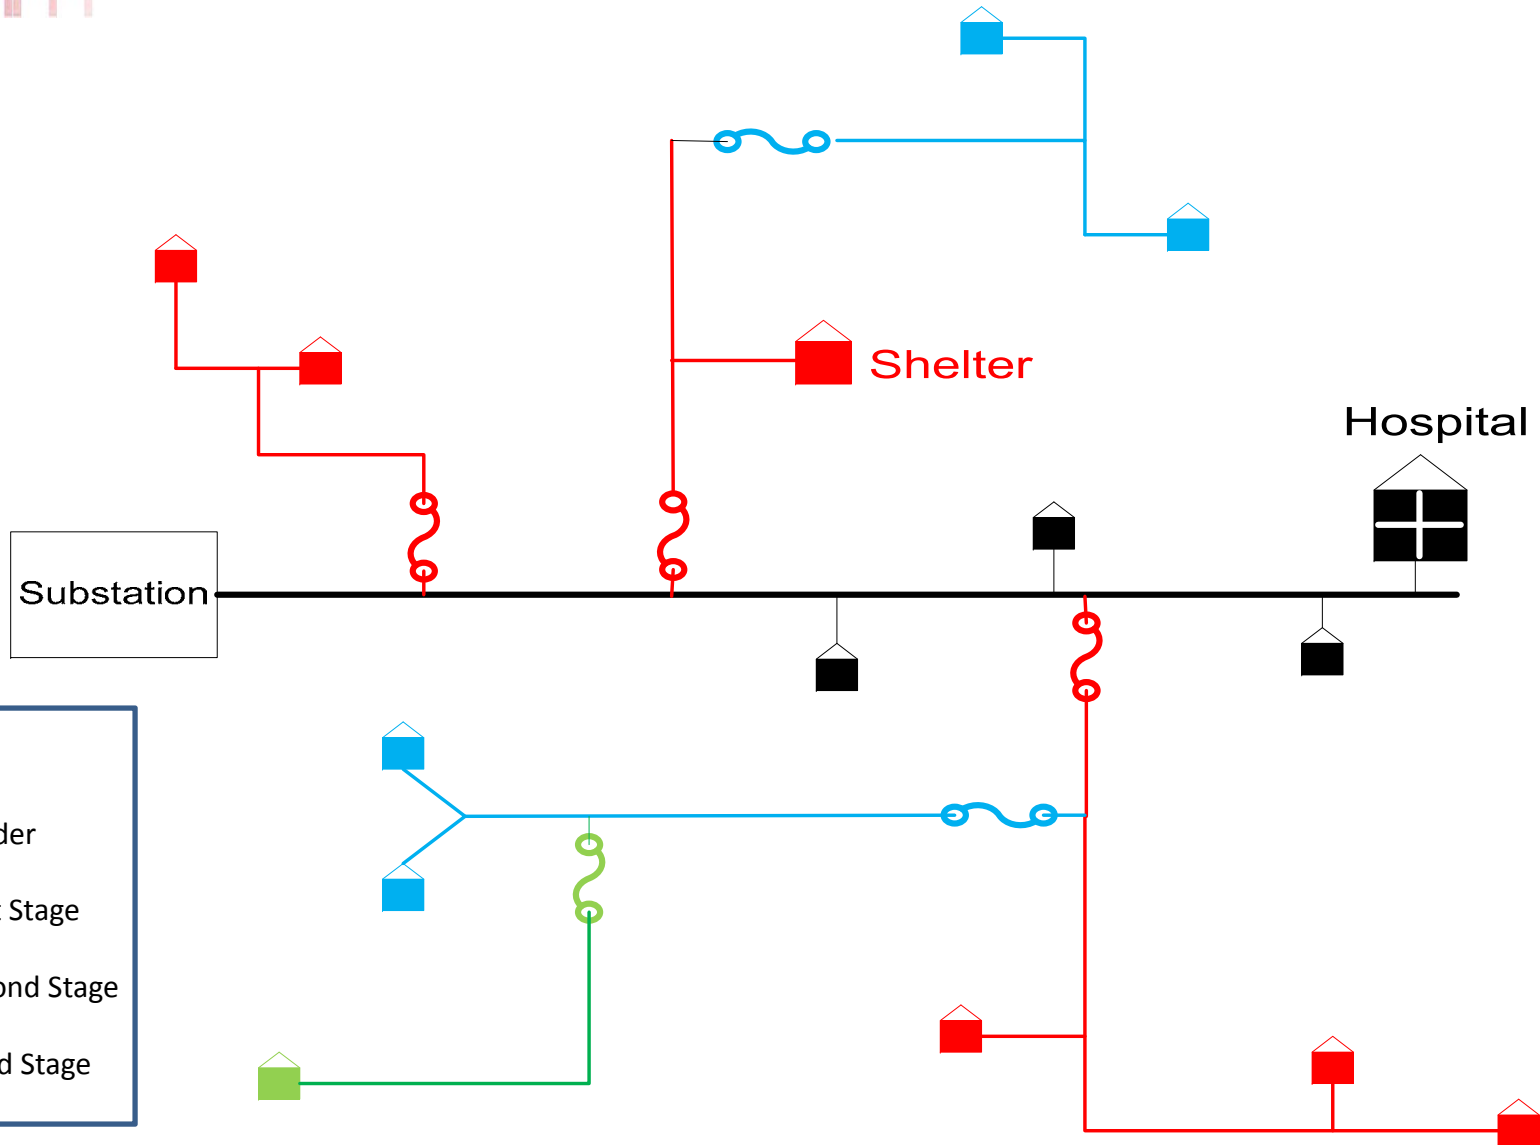 Shelter
Hospital
Substation
der
t Stage
ond Stage
d Stage